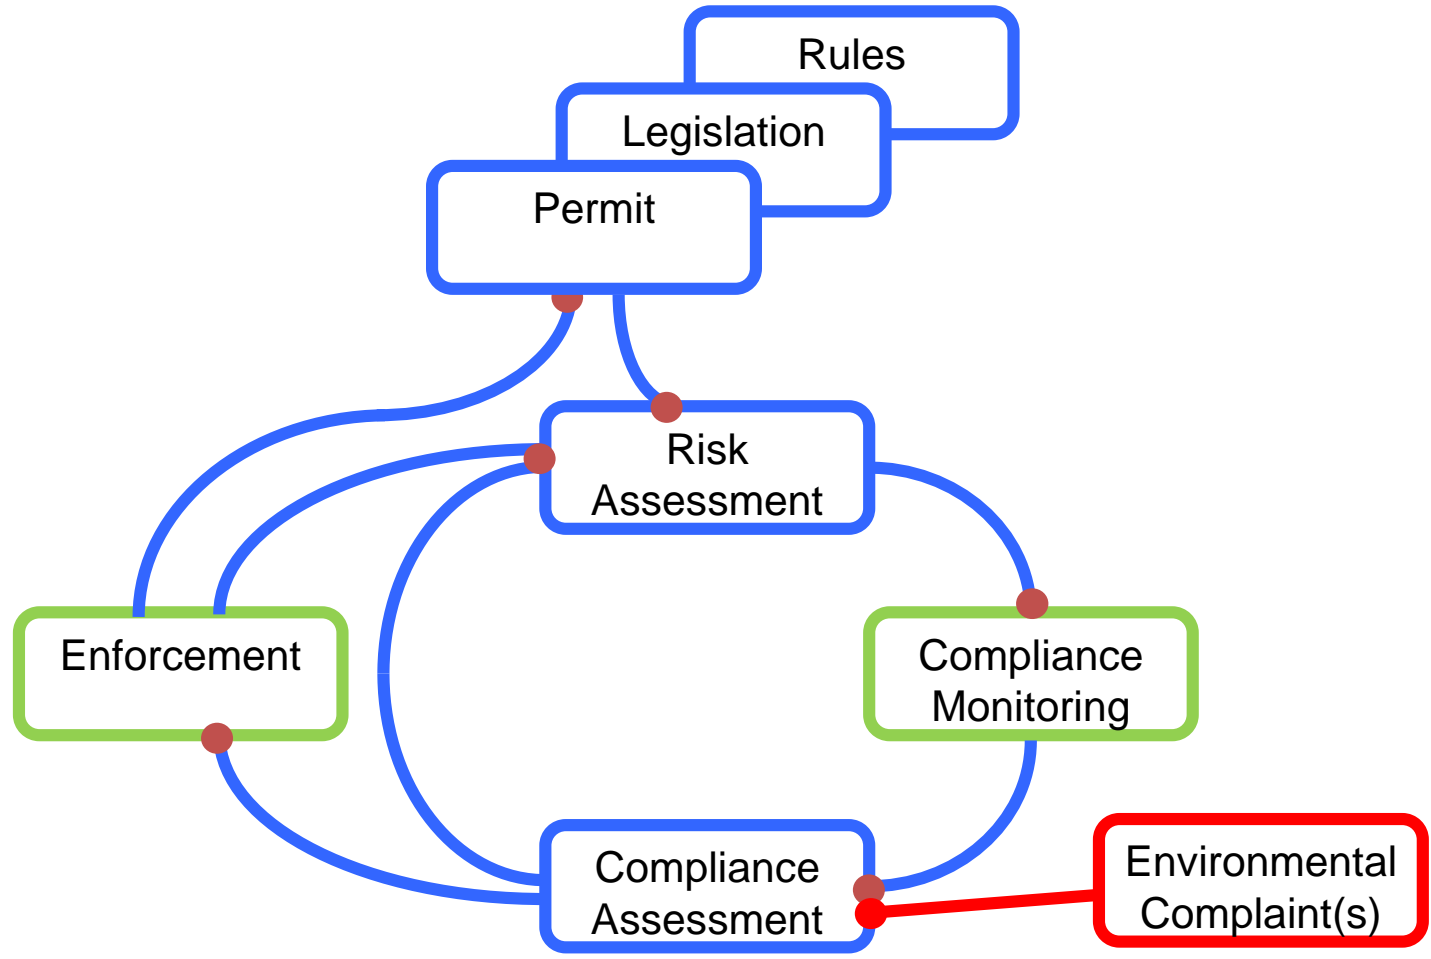 Rules
Legislation
Permit
Risk
Assessment
Enforcement
Compliance
Monitoring
Compliance
Assessment
Environmental
Complaint(s)